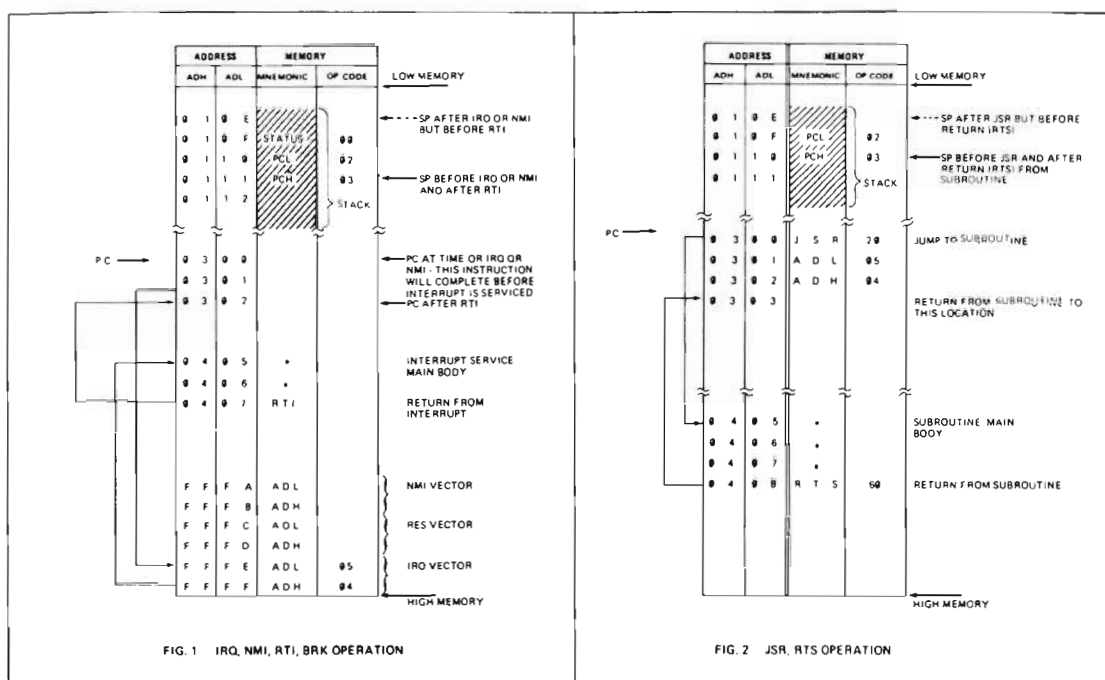 ADDRESS MEMORY
ADH ADL MNEMONIC OP CODE
LOW MEMORY
0 1 0 E
SP AFTER IRQ OR NMI
BUT BEFORE RTI
0 1 0 F STATUS 00
0 1 1 0 PCL 02
0 1 1 1 PCH 03
SP BEFORE IRQ OR NMI
AND AFTER RTI
0 1 1 2
STACK
PC
0 3 0 0
PC AT TIME OR IRQ OR
NMI - THIS INSTRUCTION
WILL COMPLETE BEFORE
INTERRUPT IS SERVICED
0 3 0 1
0 3 0 2
PC AFTER RTI
0 4 0 5 •
INTERRUPT SERVICE
MAIN BODY
0 4 0 6 •
0 4 0 7 RTI
RETURN FROM
INTERRUPT
F F F A ADL
NMI VECTOR
F F F B ADH
F F F C ADL
RES VECTOR
F F F D ADH
F F F E ADL 05
IRQ VECTOR
F F F F ADH 04
HIGH MEMORY
FIG. 1 IRQ, NMI, RTI, BRK OPERATION
ADDRESS MEMORY
ADH ADL MNEMONIC OP CODE
LOW MEMORY
0 1 0 E
SP AFTER JSR BUT BEFORE
RETURN (RTS)
0 1 0 F PCL 02
0 1 1 0 PCH 03
SP BEFORE JSR AND AFTER
RETURN (RTS) FROM
SUBROUTINE
0 1 1 1
STACK
PC
0 3 0 0 JSR 20
JUMP TO SUBROUTINE
0 3 0 1 ADL 05
0 3 0 2 ADH 04
0 3 0 3
RETURN FROM SUBROUTINE TO
THIS LOCATION
0 4 0 5 •
SUBROUTINE MAIN
BODY
0 4 0 6 •
0 4 0 7 •
0 4 0 8 RTS 60
RETURN FROM SUBROUTINE
HIGH MEMORY
FIG. 2 JSR, RTS OPERATION